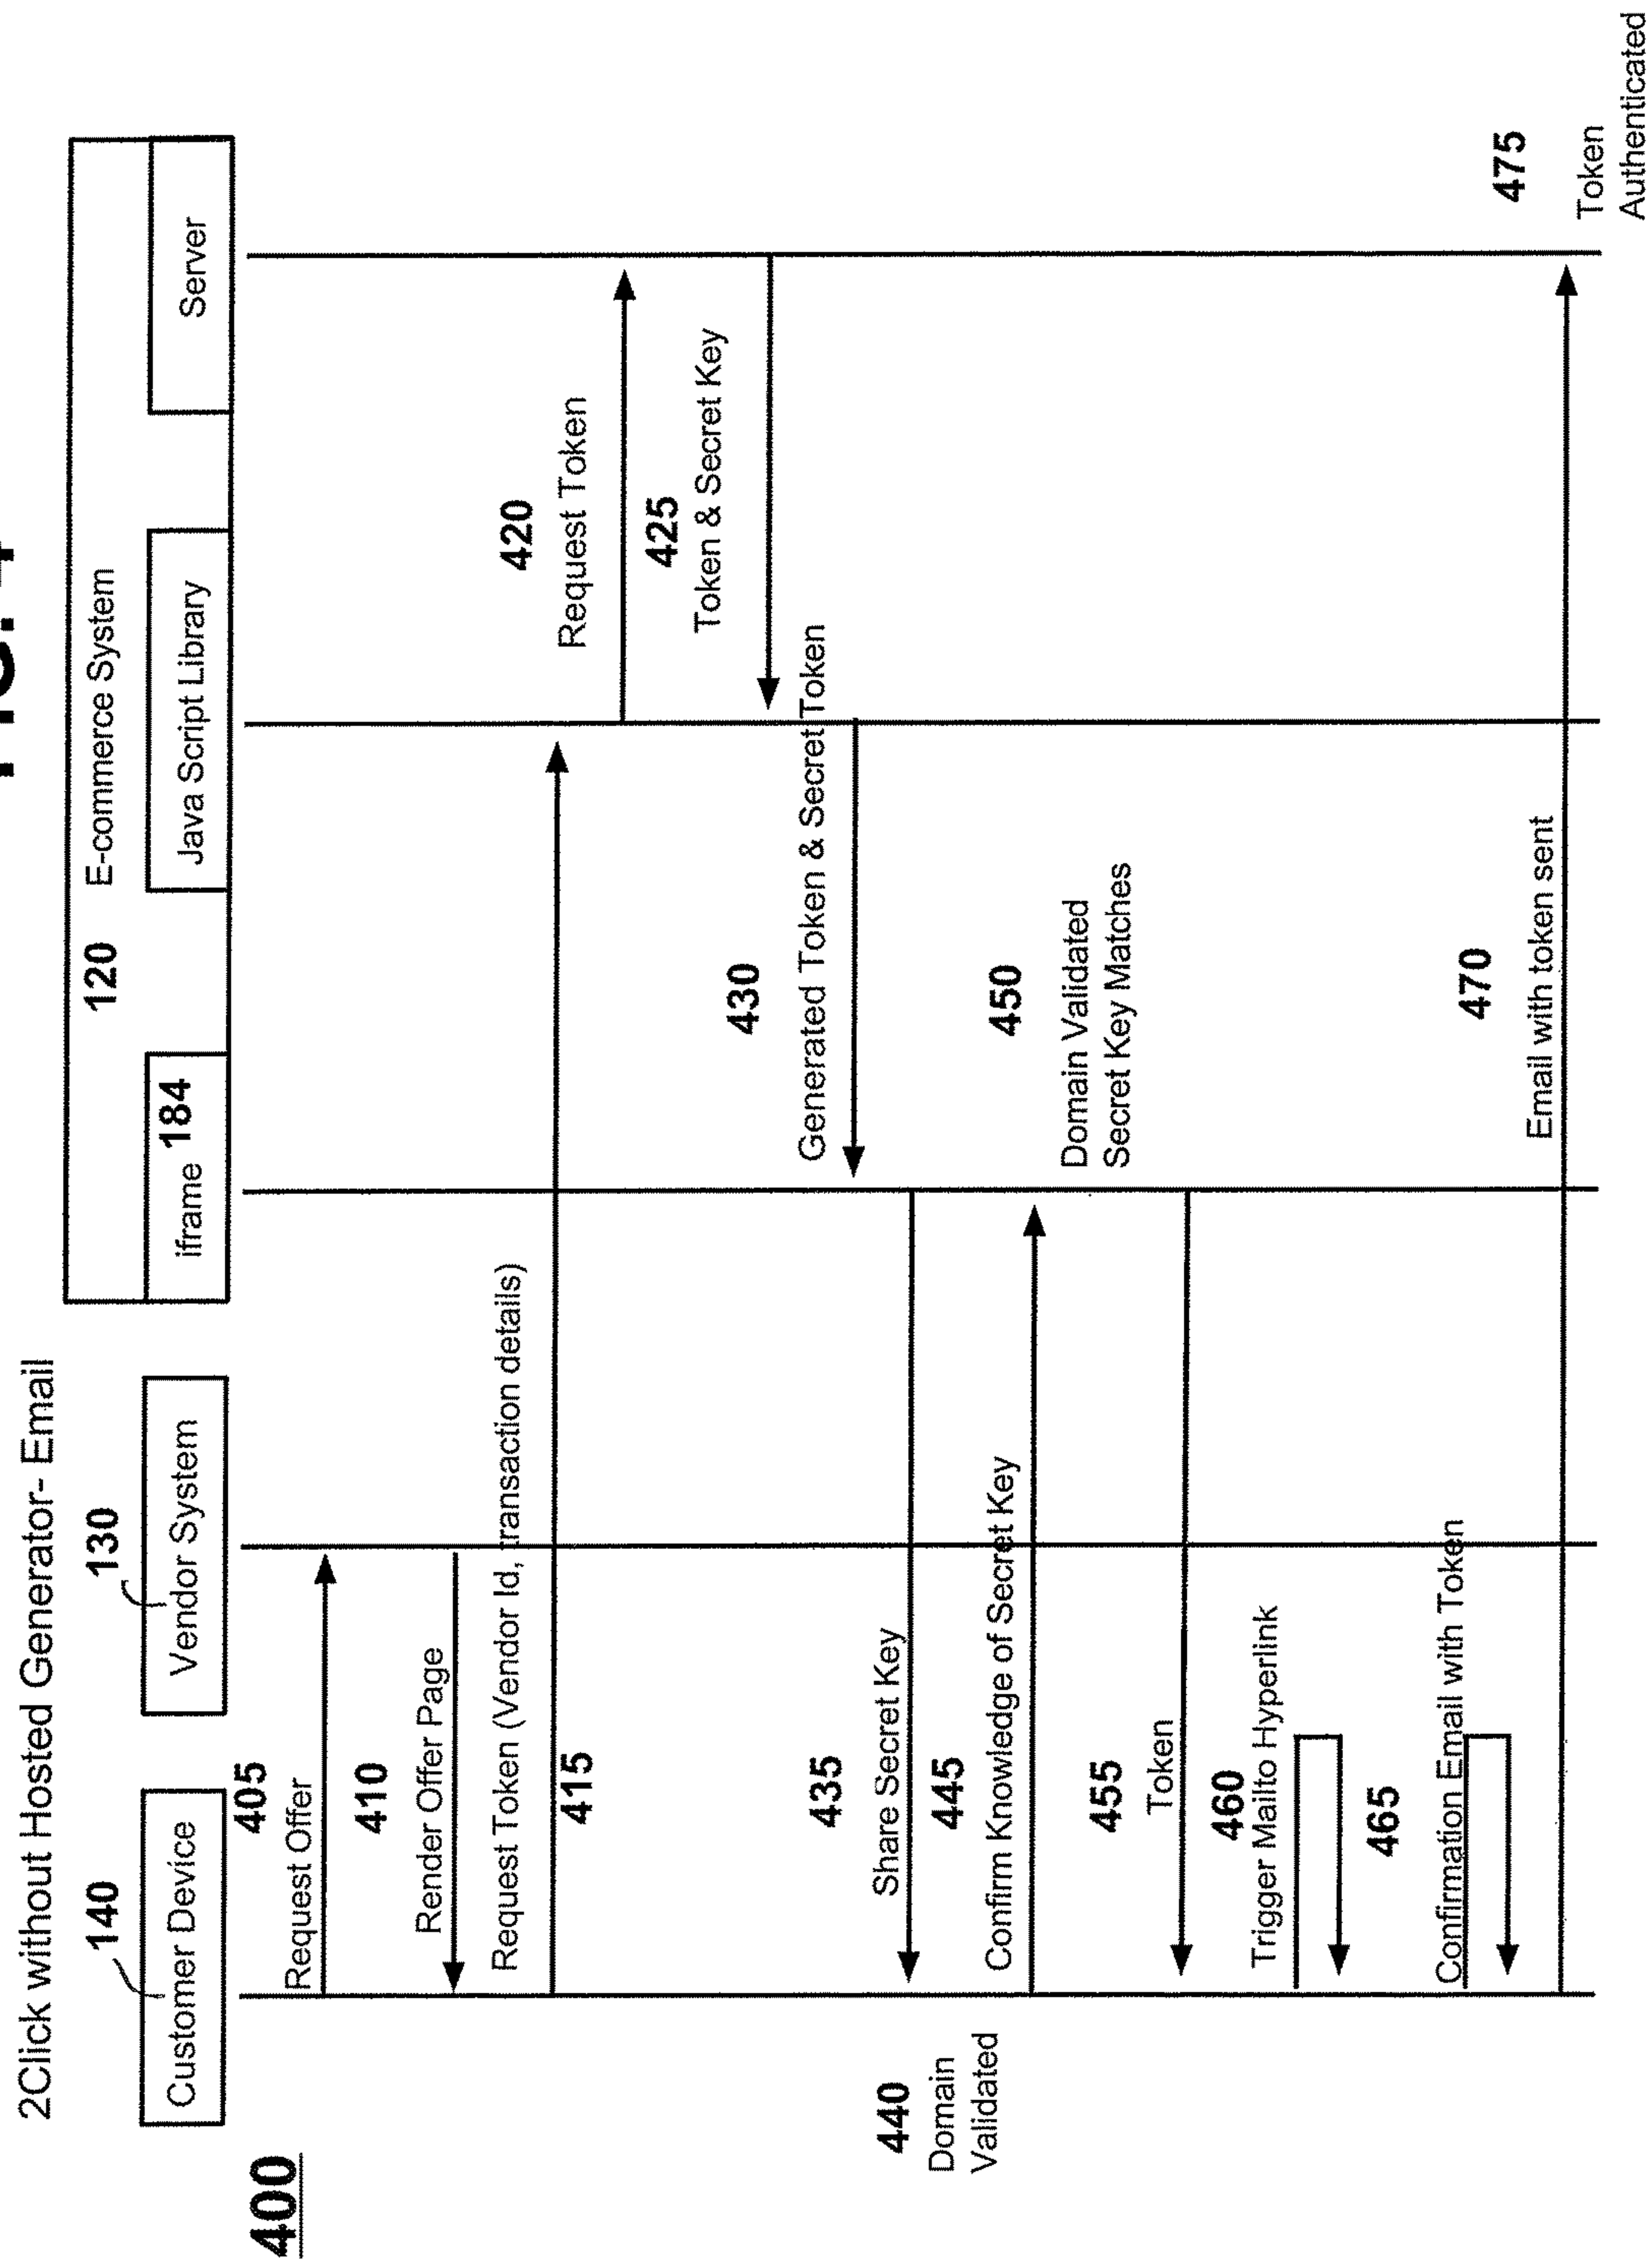 2Click without Hosted Generator- Email
140
130
120 E-commerce System
Customer Device
Vendor System
iframe 184
Java Script Library
Server
400
405
Request Offer
410
Render Offer Page
Request Token (Vendor Id, transaction details)
415
420
Request Token
425
Token & Secret Key
430
Generated Token & Secret Token
435
Share Secret Key
440
Domain
Validated
445
Confirm Knowledge of Secret Key
450
Domain Validated
Secret Key Matches
455
Token
460
Trigger Mailto Hyperlink
465
Confirmation Email with Token
470
Email with token sent
475
Token
Authenticated